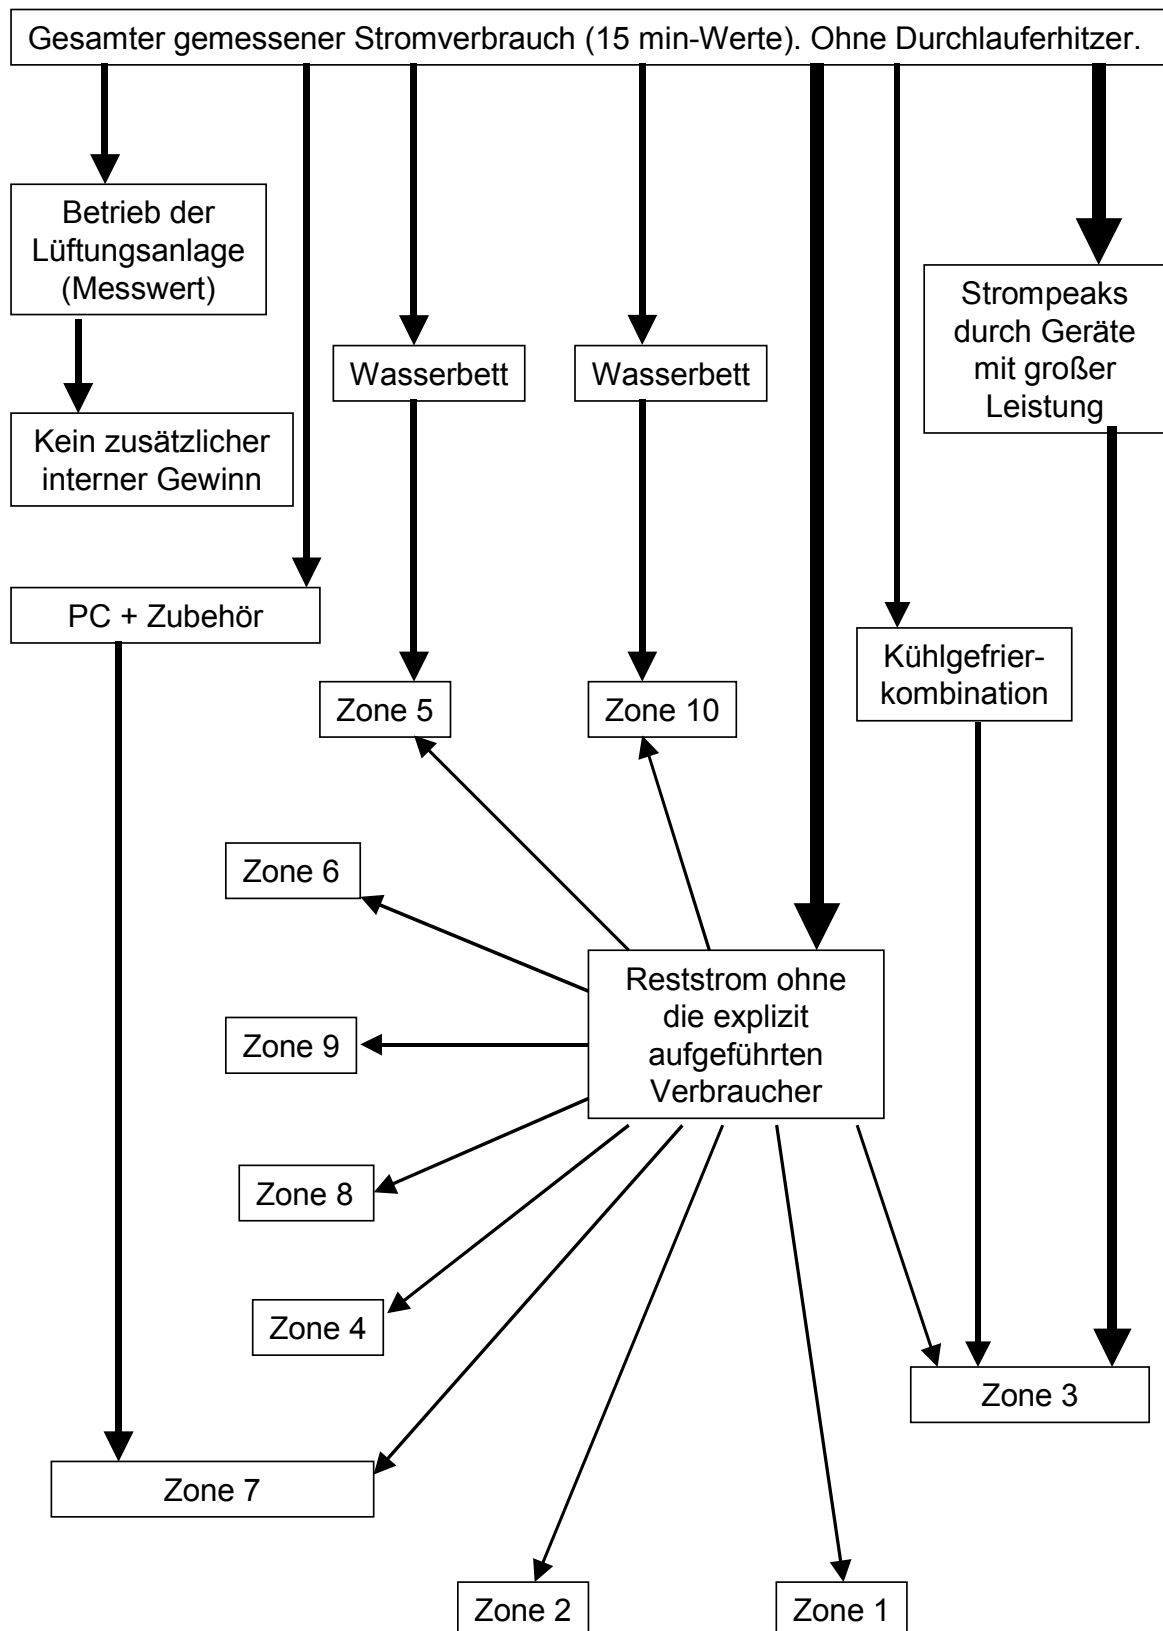 Gesamter gemessener Stromverbrauch (15 min-Werte). Ohne Durchlauferhitzer.
Betrieb der
Lüftungsanlage
(Messwert)
Strompeaks
durch Geräte
mit großer
Leistung
Wasserbett
Wasserbett
Kein zusätzlicher
interner Gewinn
PC + Zubehör
Kühlgefrier-
kombination
Zone 5
Zone 10
Zone 6
Reststrom ohne
die explizit
aufgeführten
Verbraucher
Zone 9
Zone 8
Zone 4
Zone 3
Zone 7
Zone 2
Zone 1